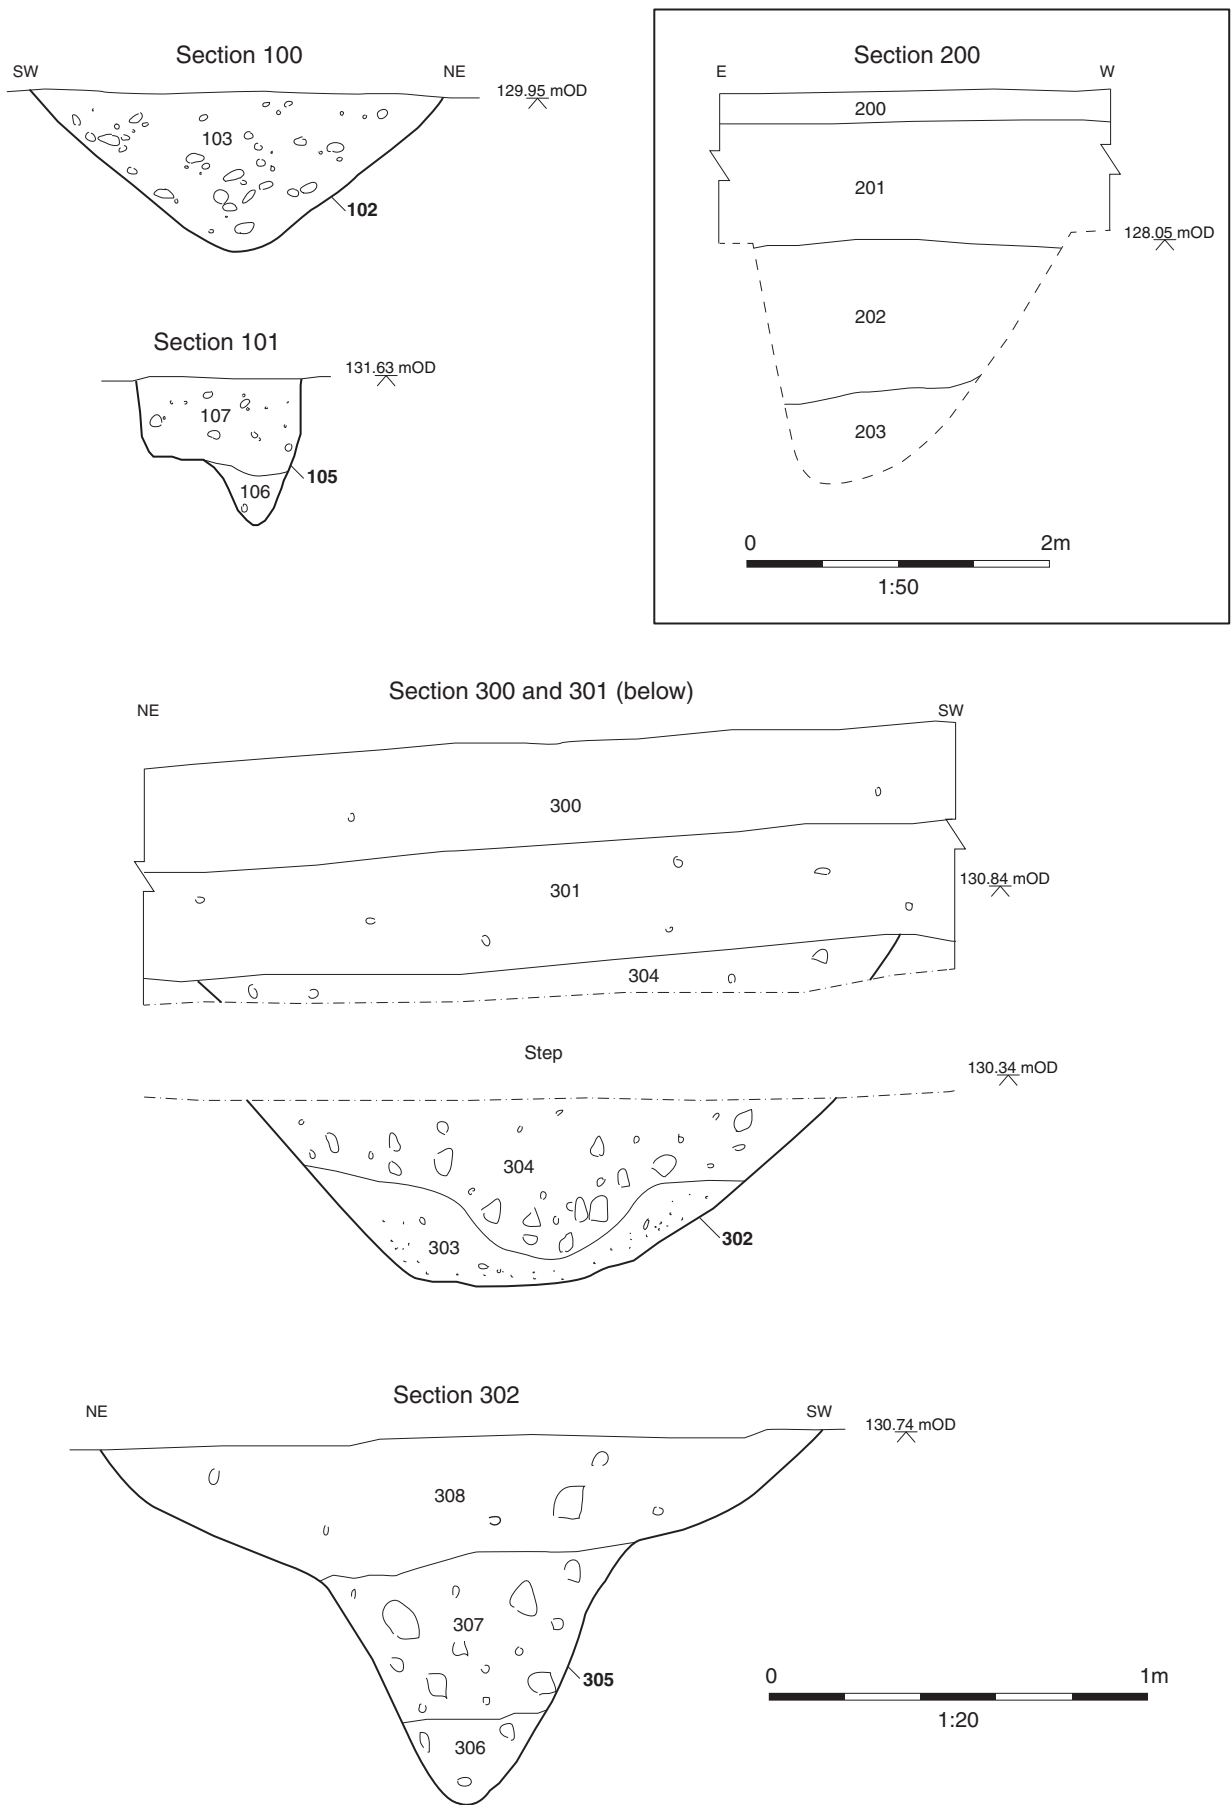 Section 100
SW
NE
129.95 mOD
103
102
Section 101
131.63 mOD
107
105
106
Section 200
E
W
200
201
128.05 mOD
202
203
0
2m
1:50
Section 300 and 301 (below)
NE
SW
300
301
130.84 mOD
304
Step
130.34 mOD
304
303
302
Section 302
NE
SW
130.74 mOD
308
307
305
306
0
1m
1:20